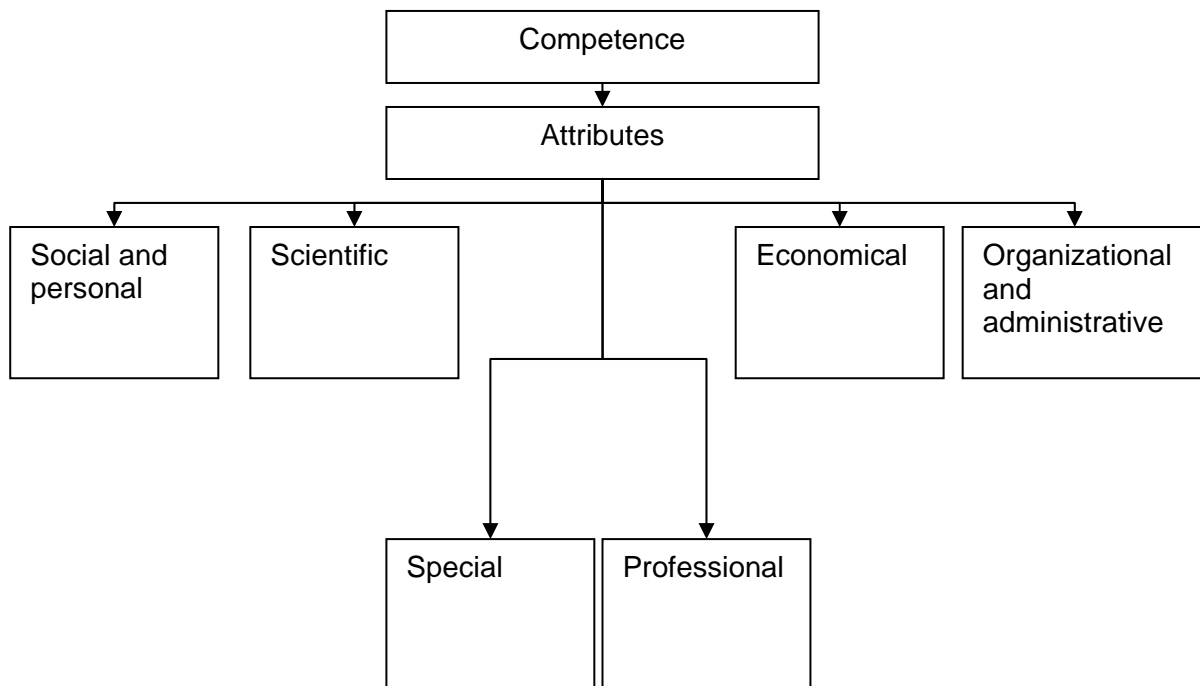 Competence
Attributes
Social and
personal
Scientific
Economical
Organizational
and
administrative
Special
Professional